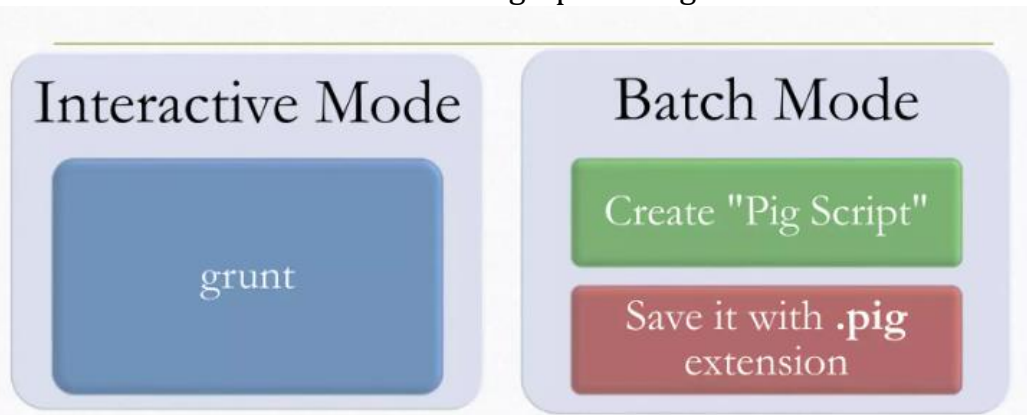 Interactive Mode
grunt
Batch Mode
Create "Pig Script"
Save it with .pig
extension